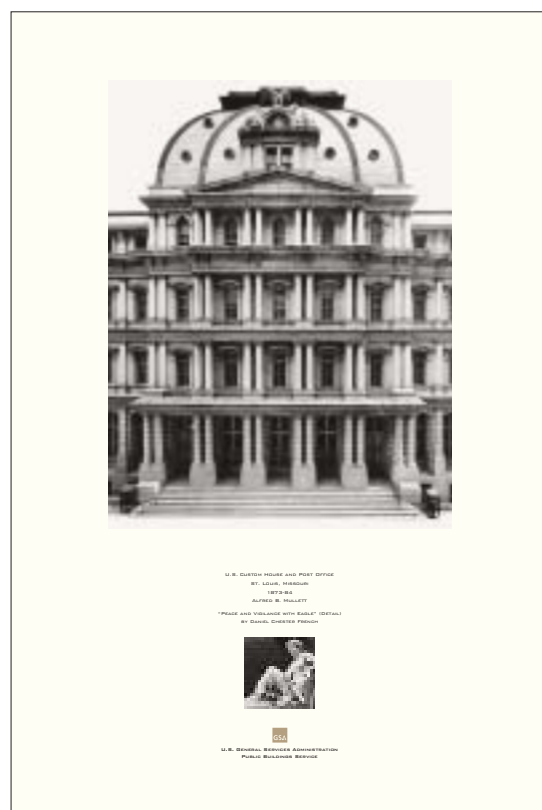 U.S. Custom House and Post Office
St. Louis, Missouri
1873-84
Alfred B. Mullett
"Peace and Vigilance with Eagle" (Detail)
by Daniel Chester French
GSA
U.S. General Services Administration
Public Buildings Service